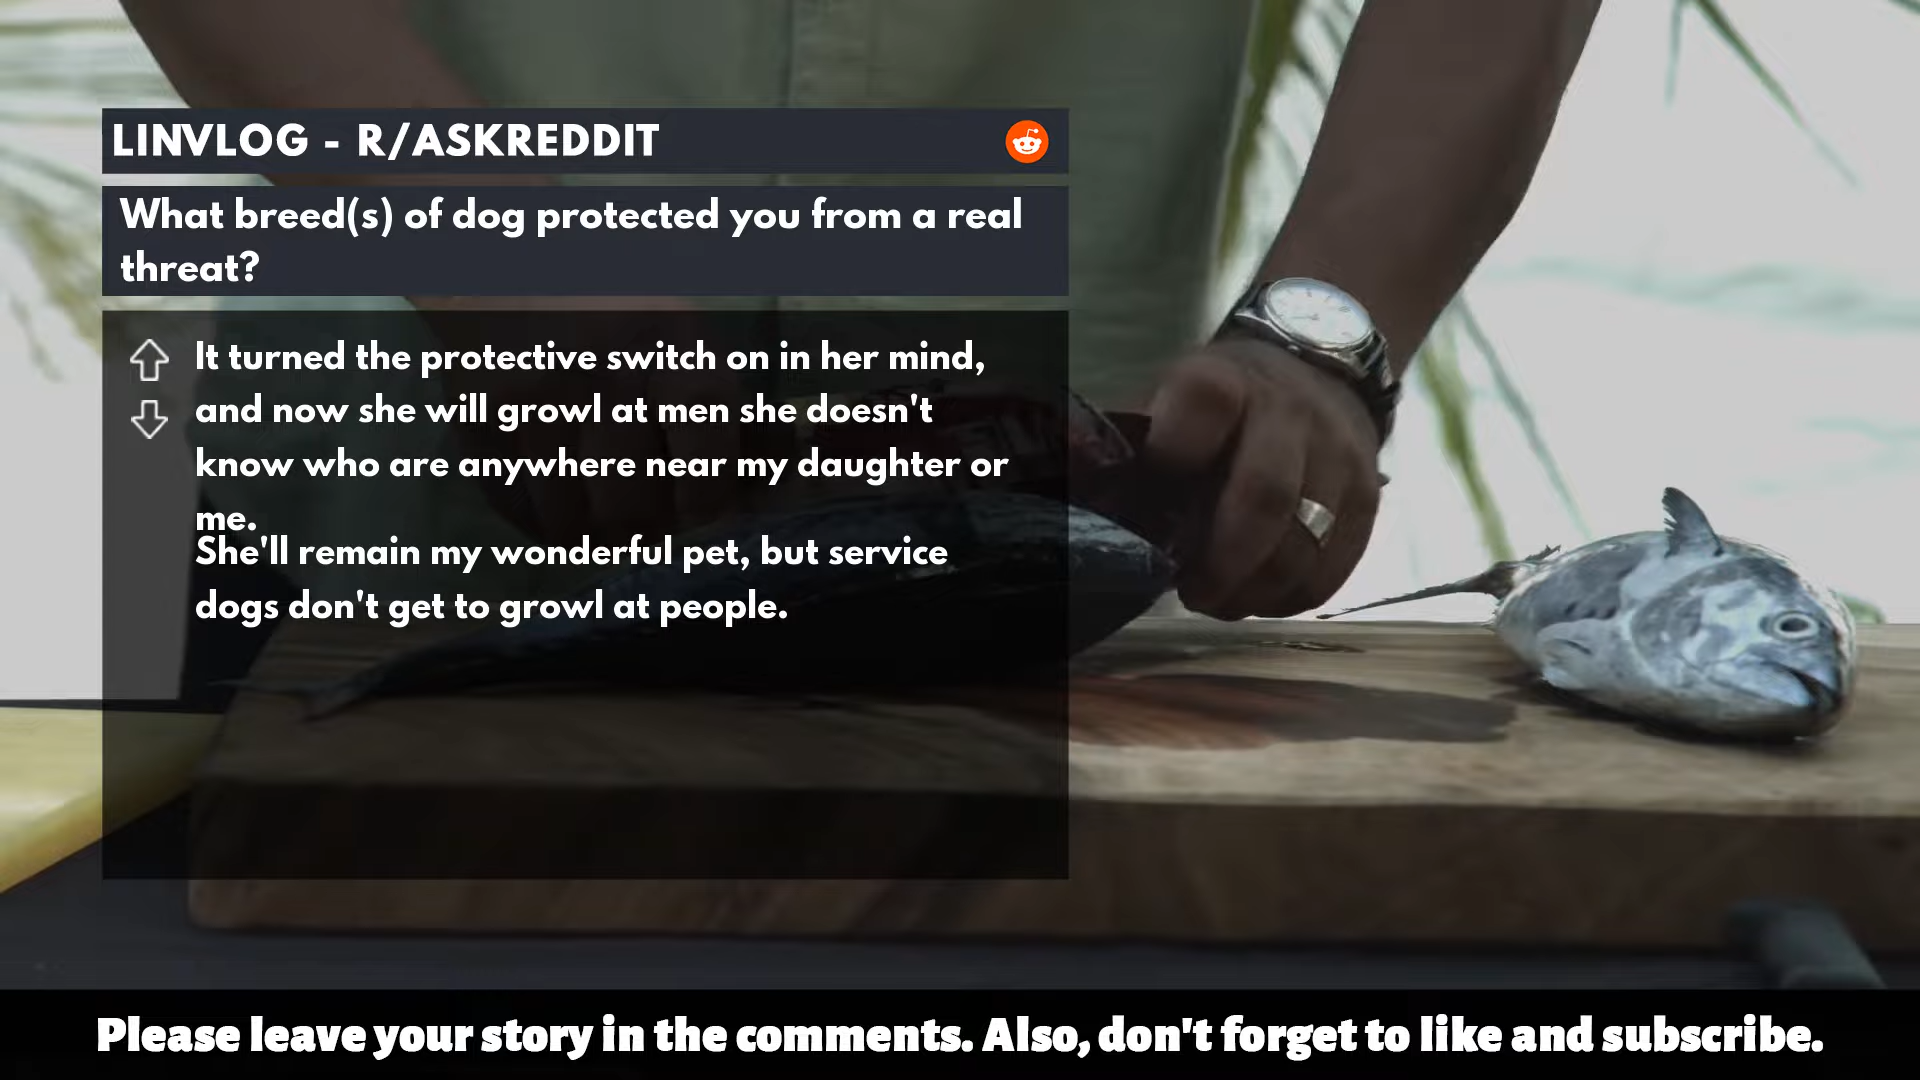 LINVLOG - R/ASKREDDIT
What breed(s) of dog protected you from a real
threat?
It turned the protective switch on in her mind,
and now she will growl at men she doesn't
know who are anywhere near my daughter or
me.
She'll remain my wonderful pet, but service
dogs don't get to growl at people.
Please leave your story in the comments. Also, don't forget to like and subscribe.